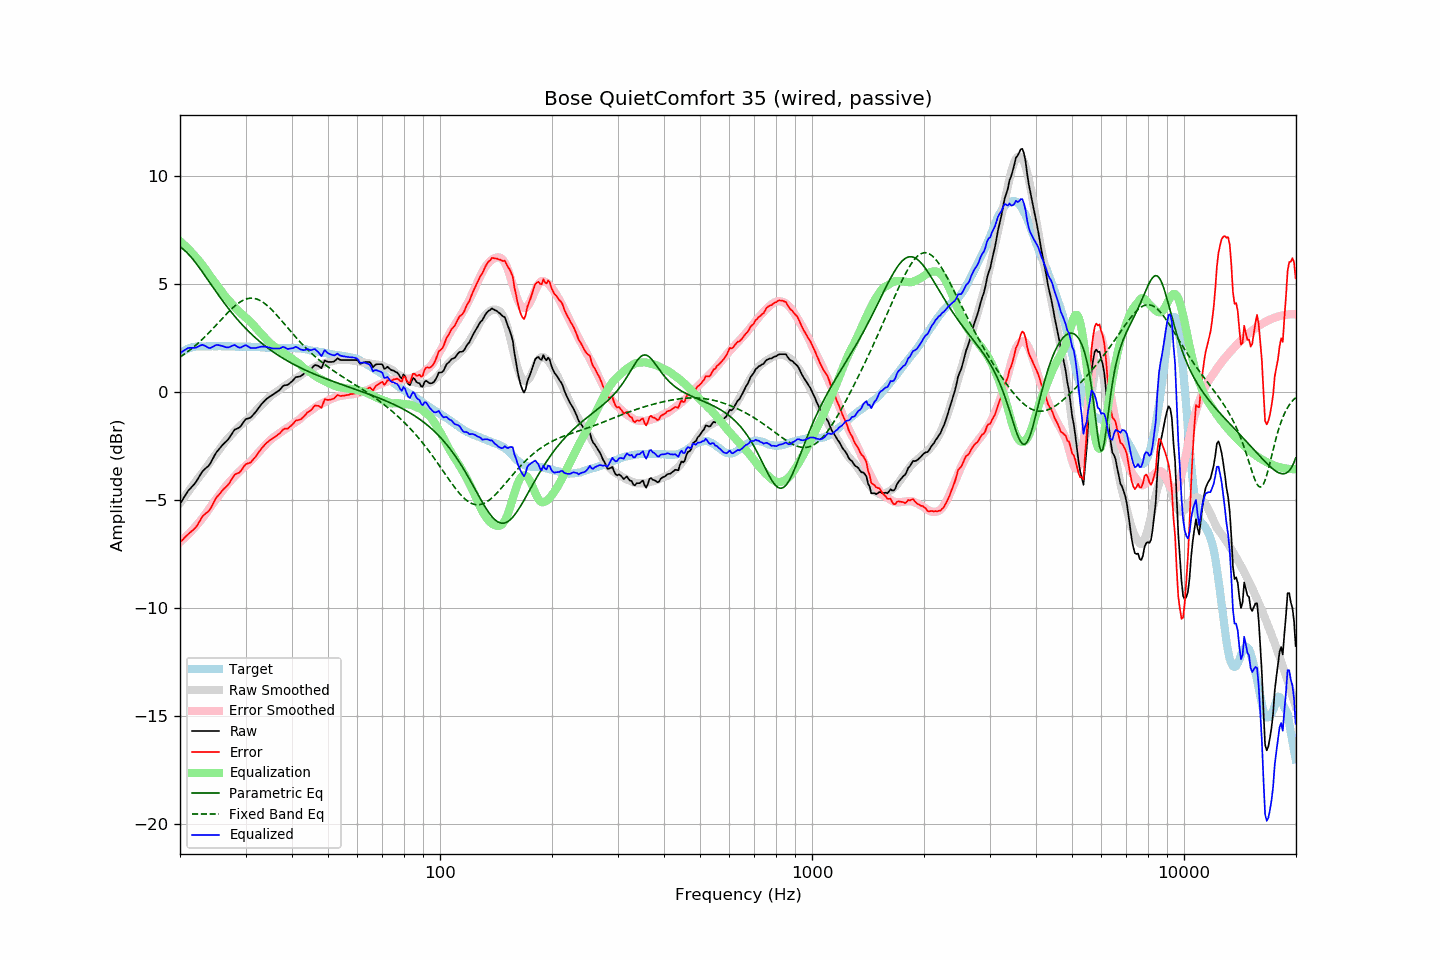 Bose QuietComfort 35 (wired, passive)
Amplitude (dBr)
10
5
0
−5
−10
−15
−20
Target
Raw Smoothed
Error Smoothed
Raw
Error
Equalization
Parametric Eq
Fixed Band Eq
Equalized
100
1000
10000
Frequency (Hz)